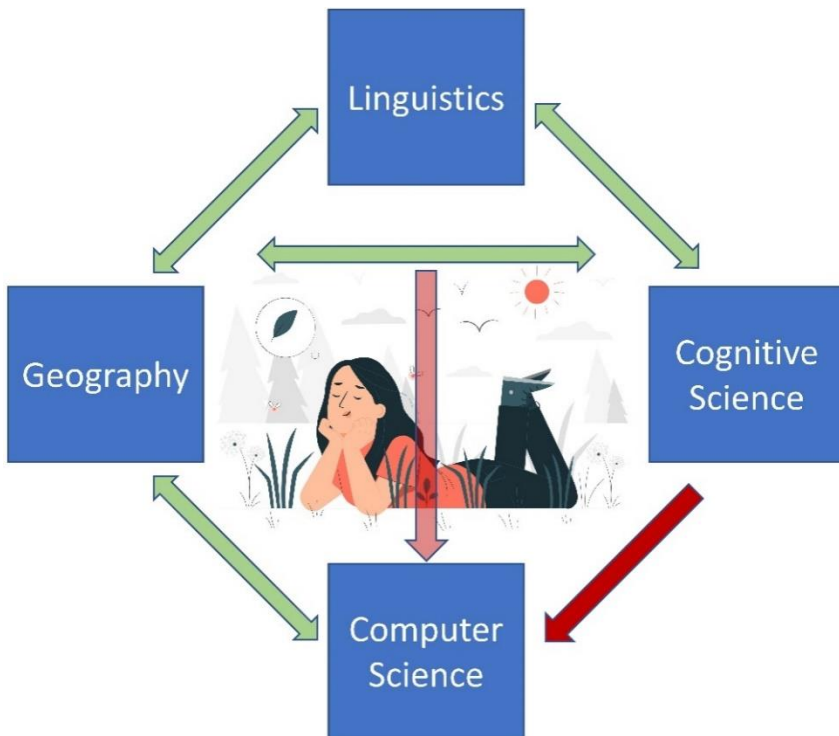 Linguistics
Geography
Cognitive
Science
Computer
Science